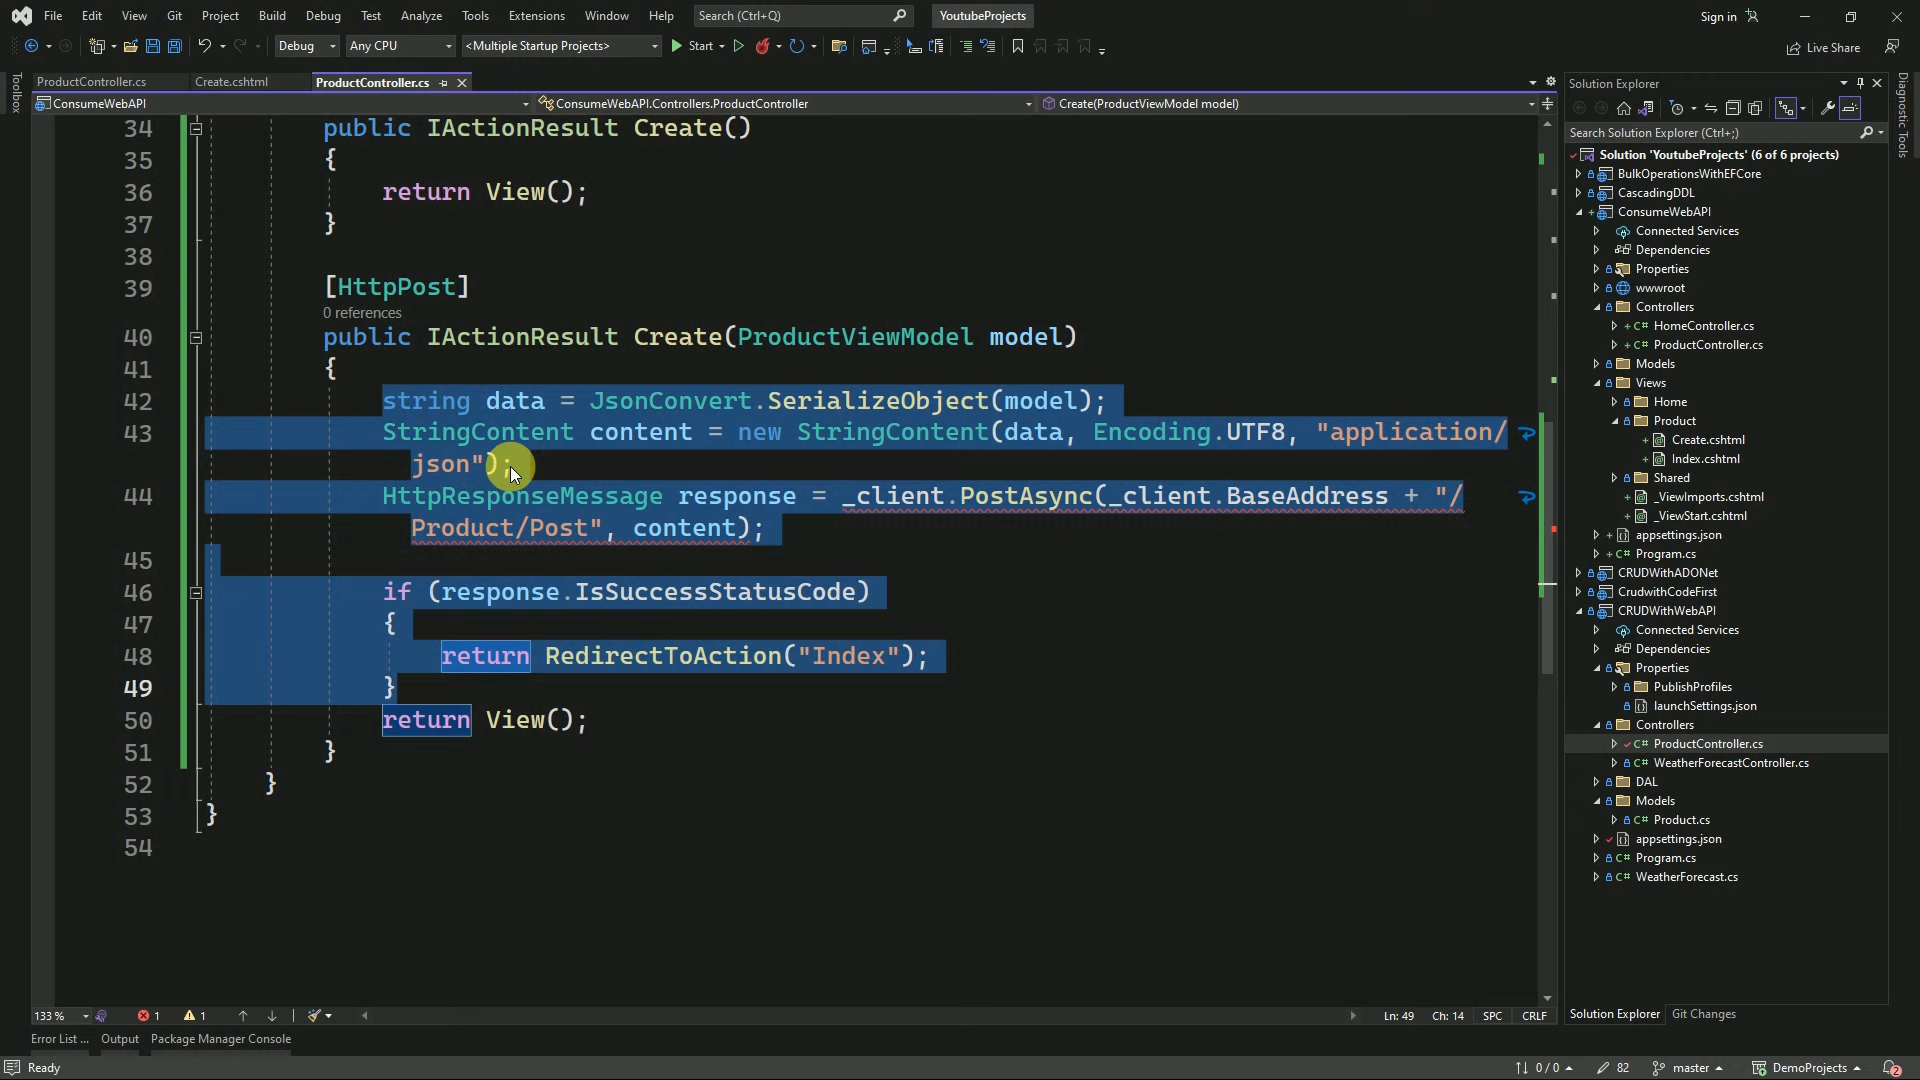 File Edit View Git Project Build Debug Test Analyze Tools Extensions Window Help Search (Ctrl+Q) YoutubeProjects Sign in
Debug Any CPU <Multiple Startup Projects> Start Live Share
Toolbox
ProductController.cs Create.cshtml ProductController.cs
ConsumeWebAPI ConsumeWebAPI.Controllers.ProductController Create(ProductViewModel model)
34 public IActionResult Create()
35 {
36 return View();
37 }
38
39 [HttpPost]
0 references
40 public IActionResult Create(ProductViewModel model)
41 {
42 string data = JsonConvert.SerializeObject(model);
43 StringContent content = new StringContent(data, Encoding.UTF8, "application/
json");
44 HttpResponseMessage response = _client.PostAsync(_client.BaseAddress + "/
Product/Post", content);
45
46 if (response.IsSuccessStatusCode)
47 {
48 return RedirectToAction("Index");
49 }
50 return View();
51 }
52 }
53 }
54
133 % 1 1 Ln: 49 Ch: 14 SPC CRLF
Error List ... Output Package Manager Console
Ready 0 / 0 82 master DemoProjects 2
Solution Explorer
Search Solution Explorer (Ctrl+;)
Solution 'YoutubeProjects' (6 of 6 projects)
BulkOperationsWithEFCore
CascadingDDL
ConsumeWebAPI
Connected Services
Dependencies
Properties
wwwroot
Controllers
C# HomeController.cs
C# ProductController.cs
Models
Views
Home
Product
Create.cshtml
Index.cshtml
Shared
_ViewImports.cshtml
_ViewStart.cshtml
appsettings.json
C# Program.cs
CRUDWithADONet
CrudwithCodeFirst
CRUDWithWebAPI
Connected Services
Dependencies
Properties
PublishProfiles
launchSettings.json
Controllers
C# ProductController.cs
C# WeatherForecastController.cs
DAL
Models
C# Product.cs
appsettings.json
C# Program.cs
C# WeatherForecast.cs
Solution Explorer Git Changes
Diagnostic Tools